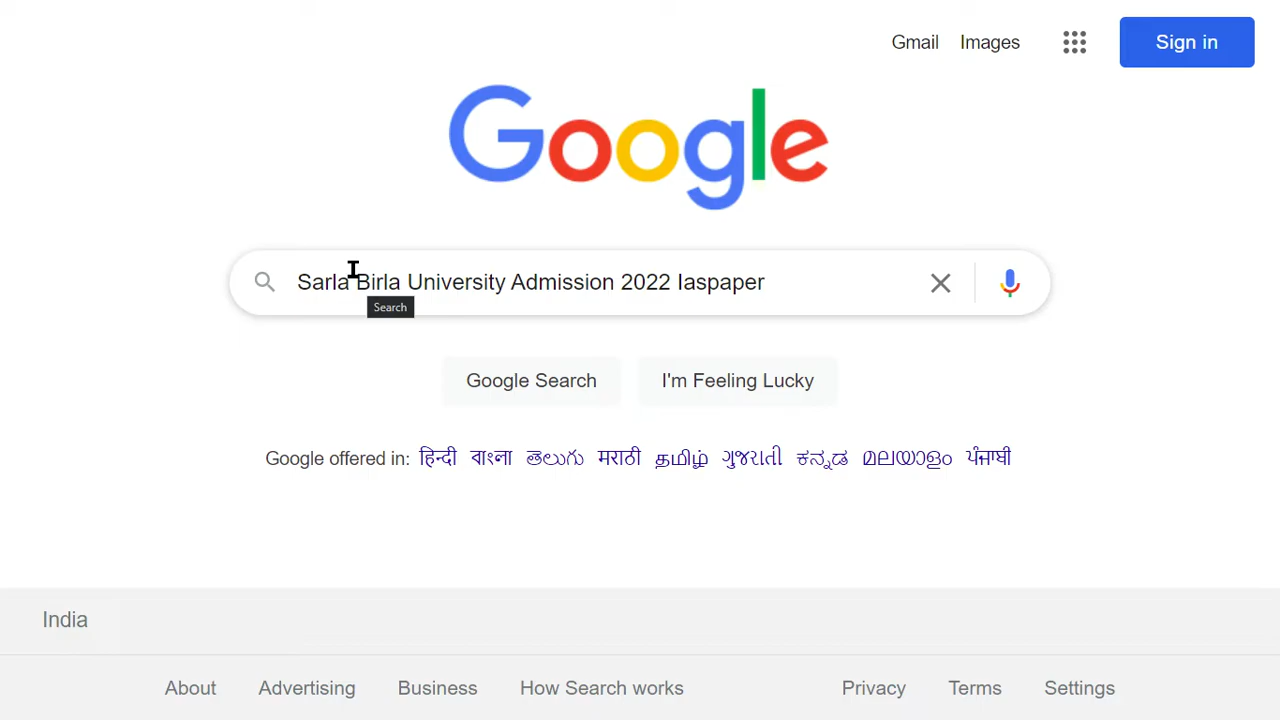 Gmail Images Sign in
Google
Sarla Birla University Admission 2022 Iaspaper
Search
Google Search I'm Feeling Lucky
Google offered in: हिन्दी বাংলা తెలుగు मराठी தமிழ் ગુજરાતી ಕನ್ನಡ മലയാളം ਪੰਜਾਬੀ
India
About Advertising Business How Search works Privacy Terms Settings